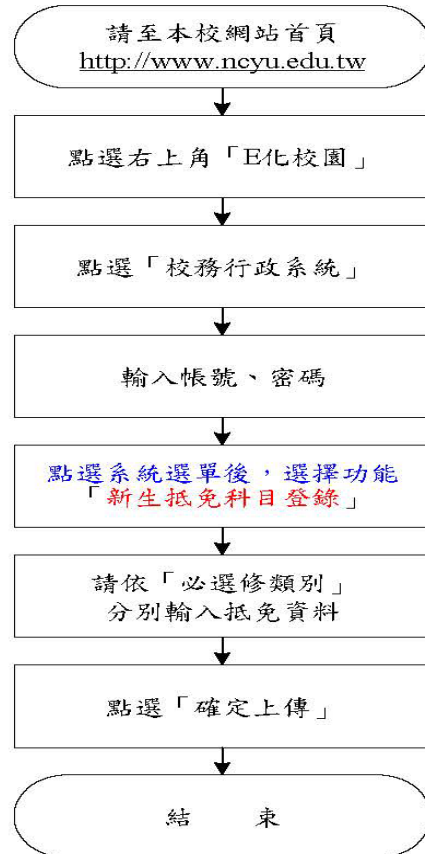 請至本校網站首頁
http://www.ncyu.edu.tw
點選右上角「E化校園」
點選「校務行政系統」
輸入帳號、密碼
點選系統選單後，選擇功能
「新生抵免科目登錄」
請依「必選修類別」
分別輸入抵免資料
點選「確定上傳」
結　　束